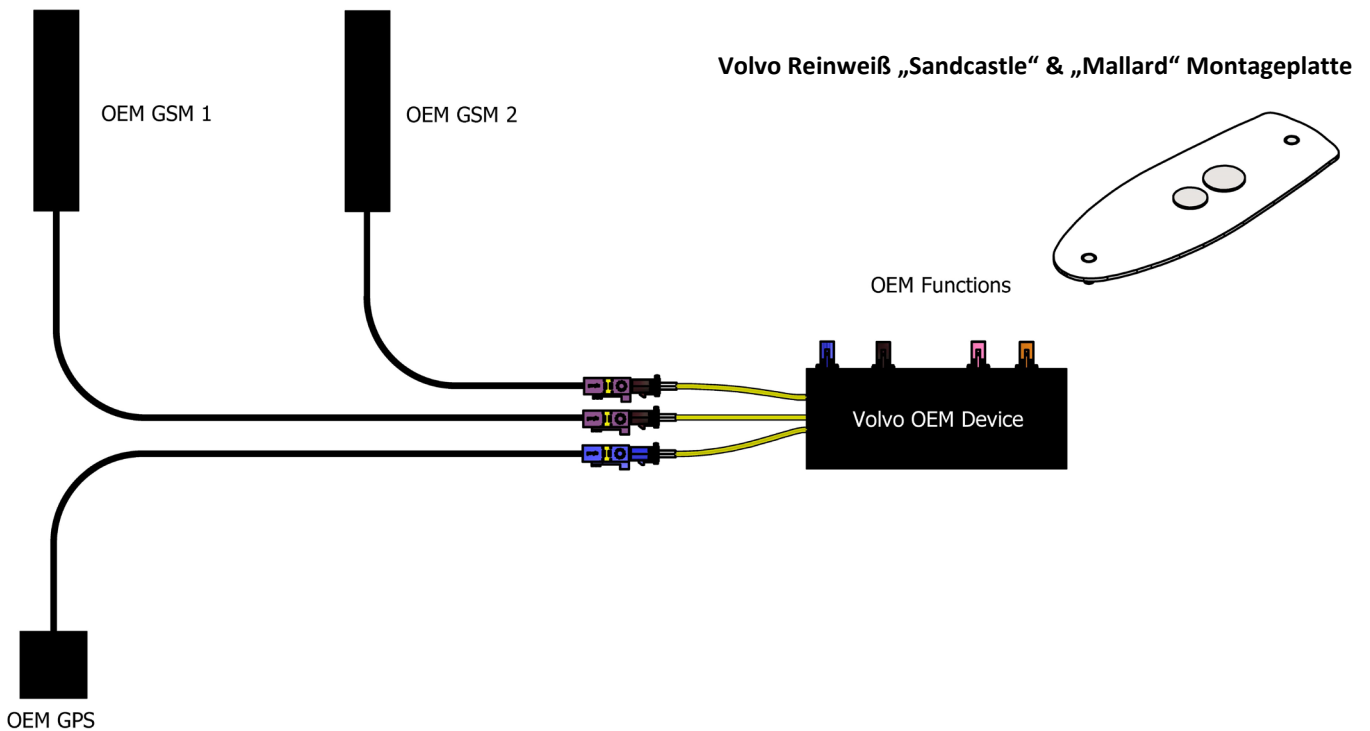 Volvo Reinweiß „Sandcastle“ & „Mallard“ Montageplatte
OEM GSM 1
OEM GSM 2
OEM Functions
Volvo OEM Device
OEM GPS